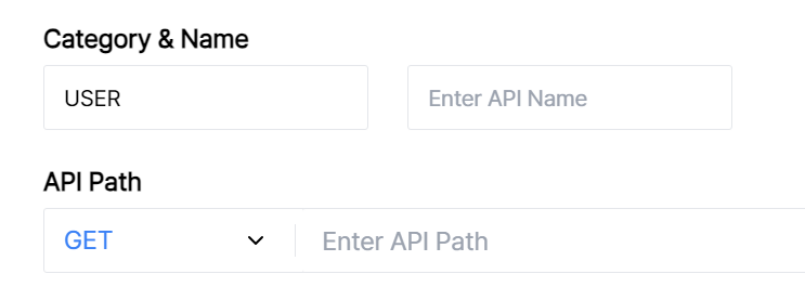 Category & Name
USER Enter API Name
API Path
GET Enter API Path